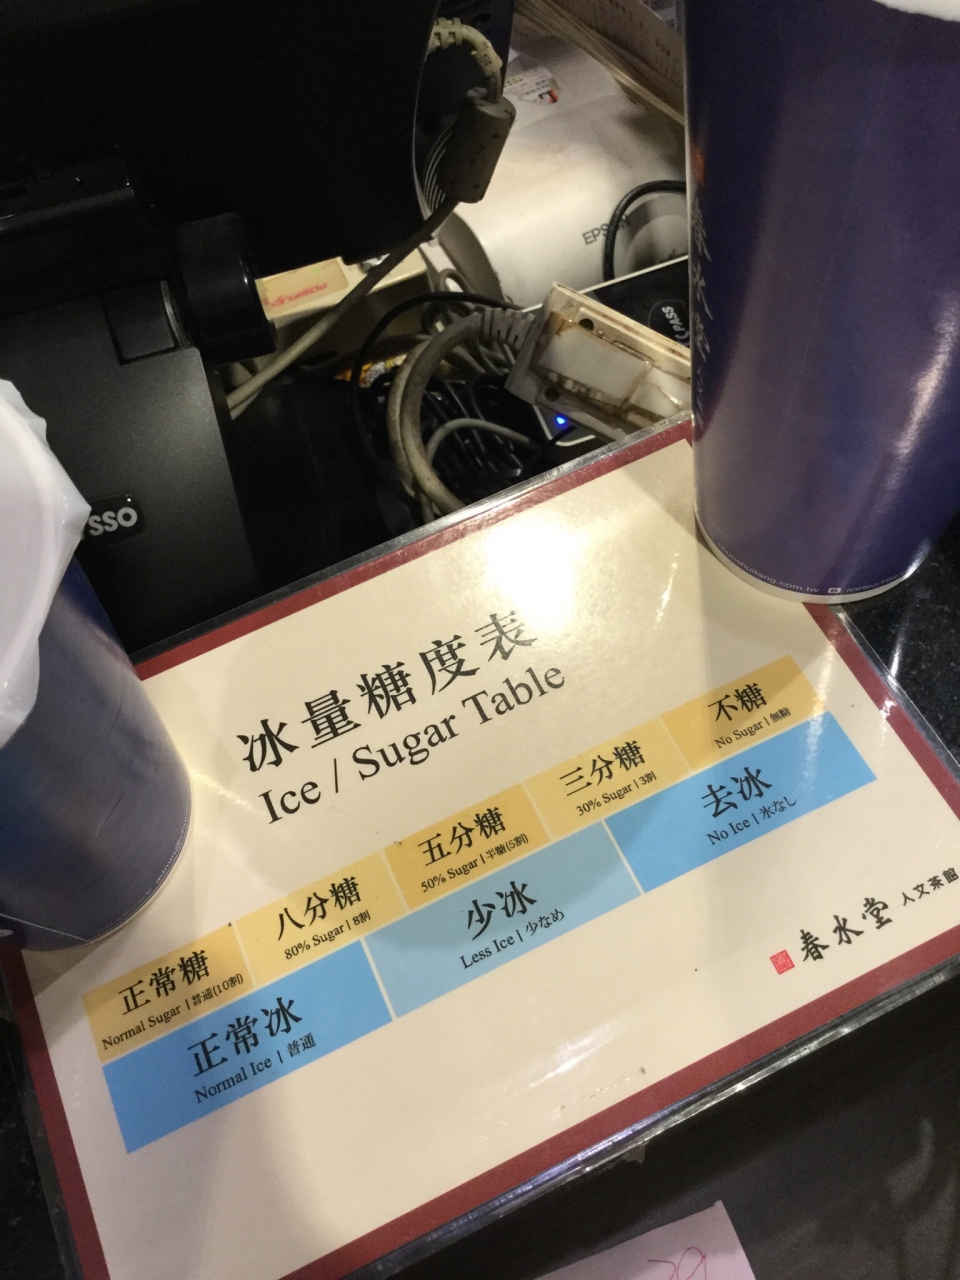 EPSON
PASS
冰量糖度表
Ice / Sugar Table
正常糖
Normal Sugar | 普通(10割)
八分糖
80% Sugar | 8割
五分糖
50% Sugar | 半糖(5割)
三分糖
30% Sugar | 3割
不糖
No Sugar | 無糖
正常冰
Normal Ice | 普通
少冰
Less Ice | 少なめ
去冰
No Ice | 氷なし
春水堂 人文茶館
39